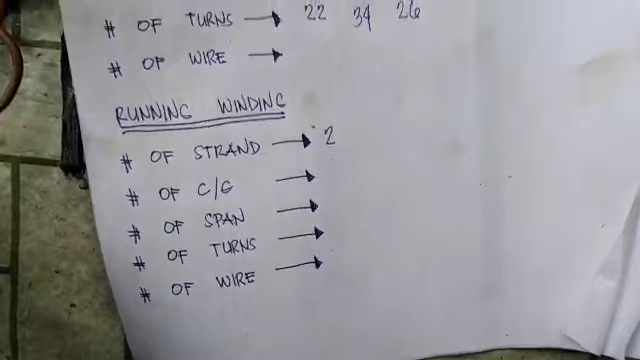 # OF TURNS → 22 34 26
# OF WIRE →
RUNNING WINDING
# OF STRAND → 2
# OF C/G →
# OF SPAN →
# OF TURNS →
# OF WIRE →